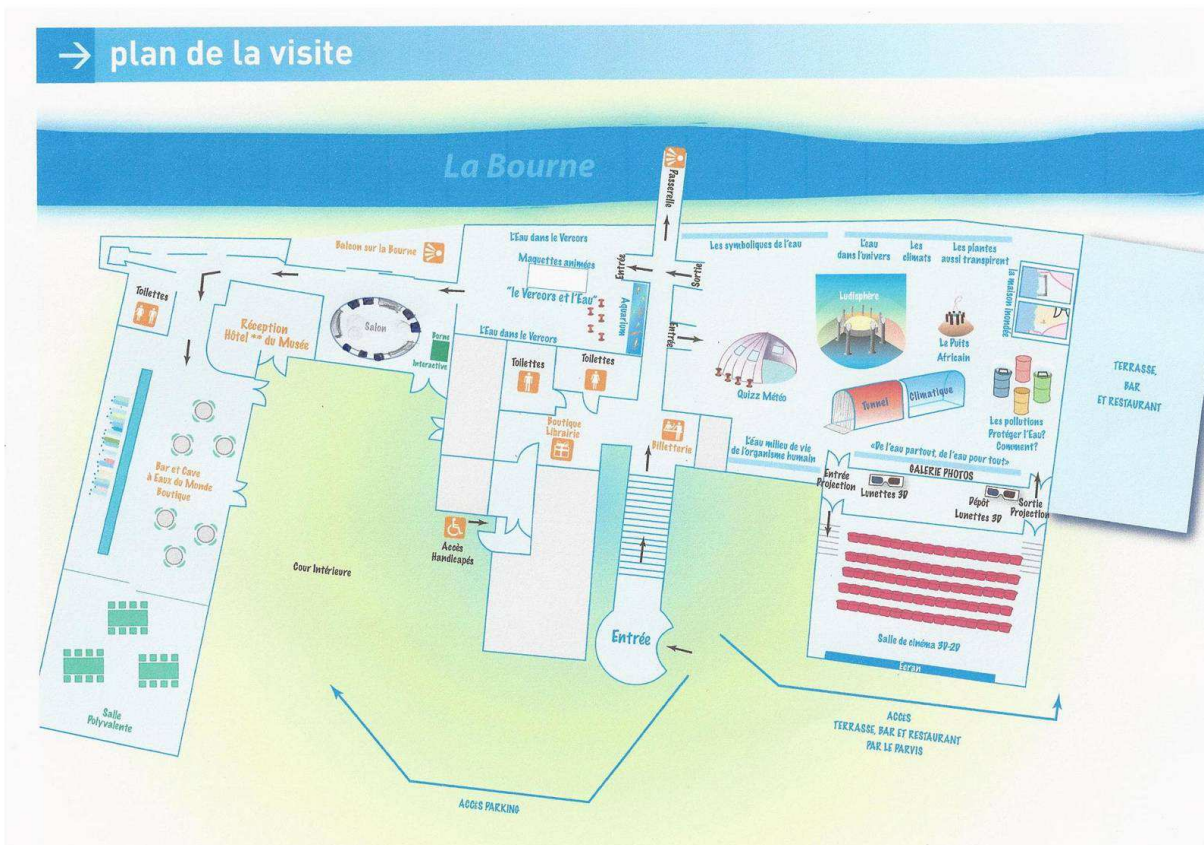 plan de la visite
La Bourne
Passerelle
Balcon sur la Bourne
L'Eau dans le Vercors
Maquettes animées
"le Vercors et l'Eau"
L'Eau dans le Vercors
Entrée
Sortie
Aquarium
Entrée
Les symboliques de l'eau
L'eau
dans l'univers
Les
climats
Les plantes
aussi transpirent
La maison inondée
Ludisphère
Le Puits
Africain
Quizz Météo
Tunnel
Climatique
Les pollutions
Protéger l'Eau?
Comment?
TERRASSE,
BAR
ET RESTAURANT
Toilettes
Réception
Hôtel ** du Musée
Salon
Borne
Interactive
Toilettes
Toilettes
Boutique
Librairie
Billetterie
L'éau milieu de vie
de l'organisme humain
«De l'eau partout, de l'eau pour tout»
GALERIE PHOTOS
Entrée
Projection
Lunettes 3D
Dépôt
Lunettes 3D
Sortie
Projection
Bar et Cave
à Eaux du Monde
Boutique
Accès
Handicapés
Cour Intérieure
Entrée
Salle de cinéma 3D-2D
Ecran
Salle
Polyvalente
ACCÈS
TERRASSE, BAR ET RESTAURANT
PAR LE PARVIS
ACCÈS PARKING